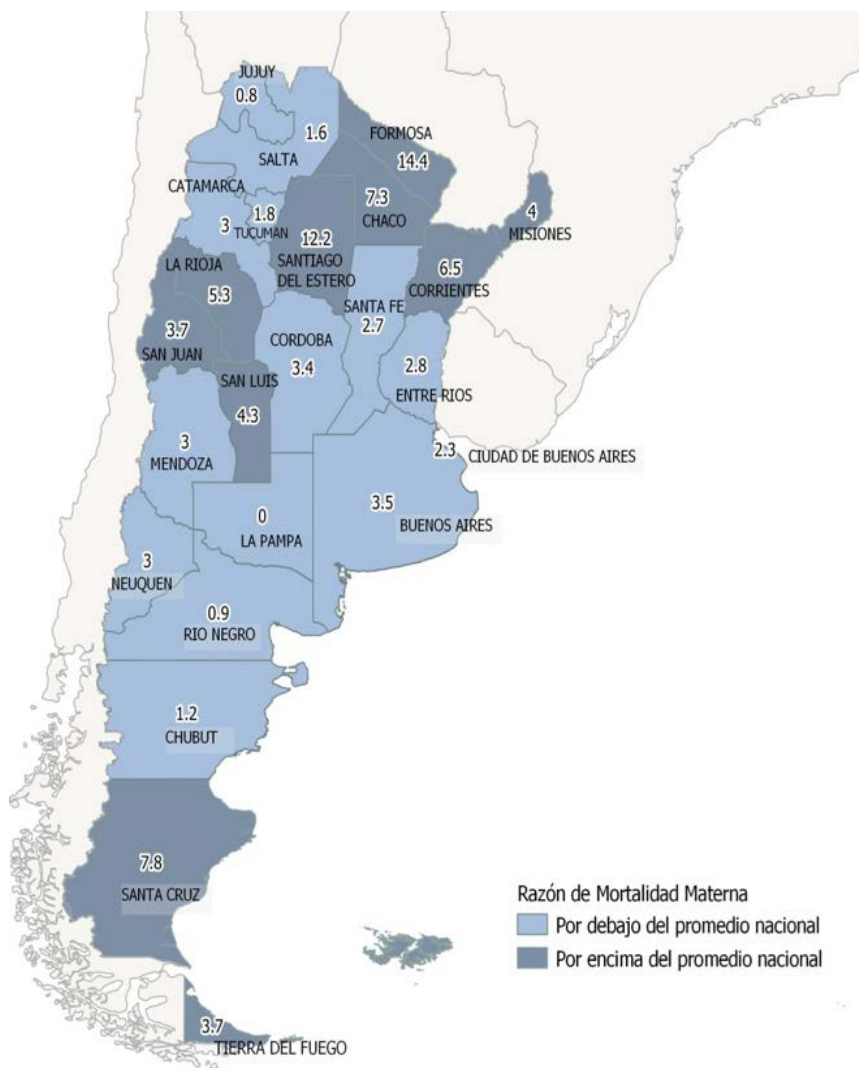 JUJUY
0.8
1.6
SALTA
FORMOSA
14.4
CATAMARCA
3
1.8
TUCUMAN
7.3
CHACO
4
MISIONES
12.2
SANTIAGO
DEL ESTERO
6.5
CORRIENTES
LA RIOJA
5.3
SANTA FE
2.7
3.7
SAN JUAN
CORDOBA
3.4
2.8
ENTRE RIOS
SAN LUIS
4.3
3
MENDOZA
2.3
CIUDAD DE BUENOS AIRES
0
LA PAMPA
3.5
BUENOS AIRES
3
NEUQUEN
0.9
RIO NEGRO
1.2
CHUBUT
7.8
SANTA CRUZ
3.7
TIERRA DEL FUEGO
Razón de Mortalidad Materna
Por debajo del promedio nacional
Por encima del promedio nacional